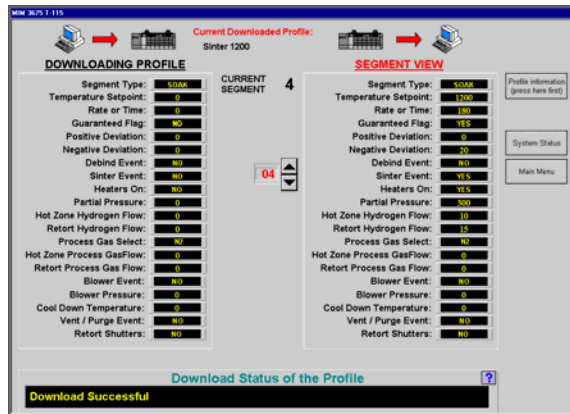 MIM 3675 T-115
Current Downloaded Profile:
Sinter 1200
DOWNLOADING PROFILE
Segment Type: SOAK
Temperature Setpoint: 0
Rate or Time: 0
Guaranteed Flag: NO
Positive Deviation: 0
Negative Deviation: 0
Debind Event: NO
Sinter Event: NO
Heaters On: NO
Partial Pressure: 0
Hot Zone Hydrogen Flow: 0
Retort Hydrogen Flow: 0
Process Gas Select: N2
Hot Zone Process GasFlow: 0
Retort Process Gas Flow: 0
Blower Event: NO
Blower Pressure: 0
Cool Down Temperature: 0
Vent / Purge Event: NO
Retort Shutters: NO
CURRENT
SEGMENT 4
04
SEGMENT VIEW
Segment Type: SOAK
Temperature Setpoint: 1200
Rate or Time: 180
Guaranteed Flag: YES
Positive Deviation: 0
Negative Deviation: 20
Debind Event: NO
Sinter Event: YES
Heaters On: YES
Partial Pressure: 300
Hot Zone Hydrogen Flow: 10
Retort Hydrogen Flow: 15
Process Gas Select: N2
Hot Zone Process GasFlow: 0
Retort Process Gas Flow: 0
Blower Event: NO
Blower Pressure: 0
Cool Down Temperature: 0
Vent / Purge Event: NO
Retort Shutters: NO
Profile information
(press here first)
System Status
Main Menu
Download Status of the Profile
?
Download Successful